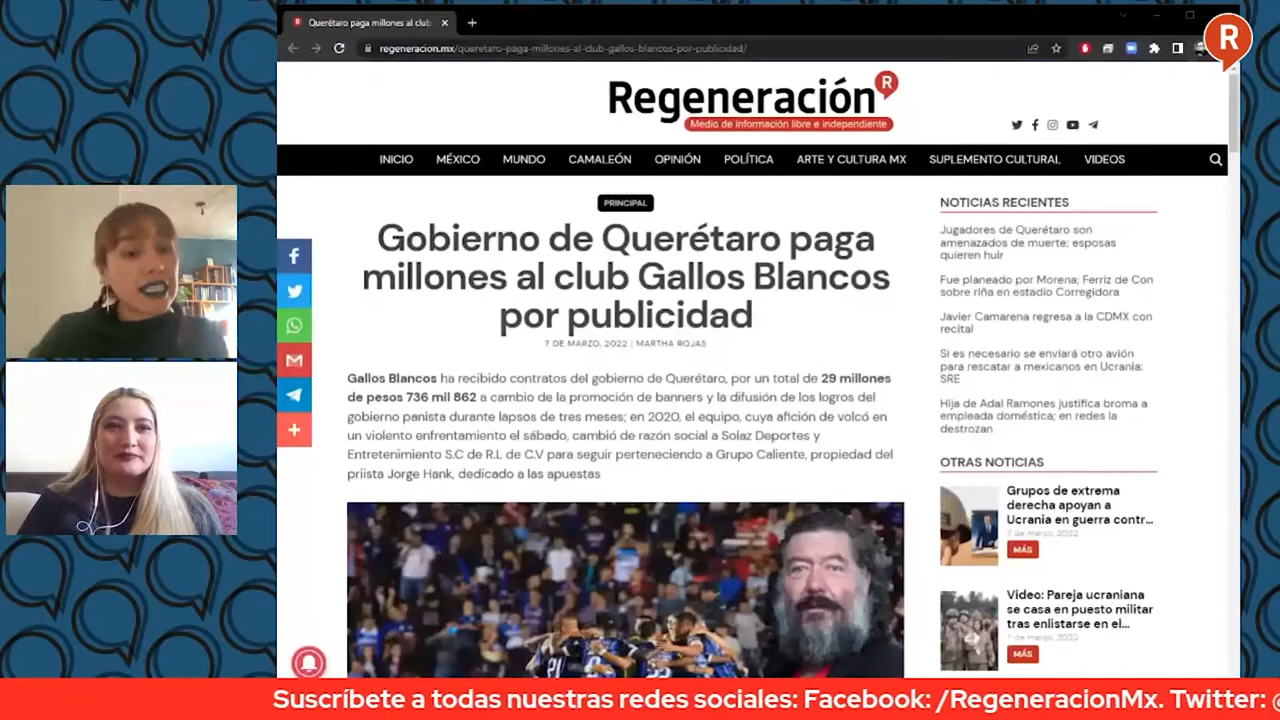 Querétaro paga millones al club
regeneracion.mx/queretaro-paga-millones-al-club-gallos-blancos-por-publicidad/
R
Regeneración R
Medio de información libre e independiente
INICIO MÉXICO MUNDO CAMALEÓN OPINIÓN POLÍTICA ARTE Y CULTURA MX SUPLEMENTO CULTURAL VIDEOS
PRINCIPAL
Gobierno de Querétaro paga
millones al club Gallos Blancos
por publicidad
7 DE MARZO, 2022 | MARTHA ROJAS
Gallos Blancos ha recibido contratos del gobierno de Querétaro, por un total de 29 millones
de pesos 736 mil 862 a cambio de la promoción de banners y la difusión de los logros del
gobierno panista durante lapsos de tres meses; en 2020, el equipo, cuya afición de volcó en
un violento enfrentamiento el sábado, cambió de razón social a Solaz Deportes y
Entretenimiento S.C de R.L de C.V para seguir perteneciendo a Grupo Caliente, propiedad del
priista Jorge Hank, dedicado a las apuestas
NOTICIAS RECIENTES
Jugadores de Querétaro son
amenazados de muerte; esposas
quieren huir
Fue planeado por Morena; Ferriz de Con
sobre riña en estadio Corregidora
Javier Camarena regresa a la CDMX con
recital
Si es necesario se enviará otro avión
para rescatar a mexicanos en Ucrania:
SRE
Hija de Adal Ramones justifica broma a
empleada doméstica; en redes la
destrozan
OTRAS NOTICIAS
Grupos de extrema
derecha apoyan a
Ucrania en guerra contr...
7 de marzo, 2022
MÁS
Video: Pareja ucraniana
se casa en puesto militar
tras enlistarse en el...
7 de marzo, 2022
MÁS
Suscríbete a todas nuestras redes sociales: Facebook: /RegeneracionMx. Twitter: @